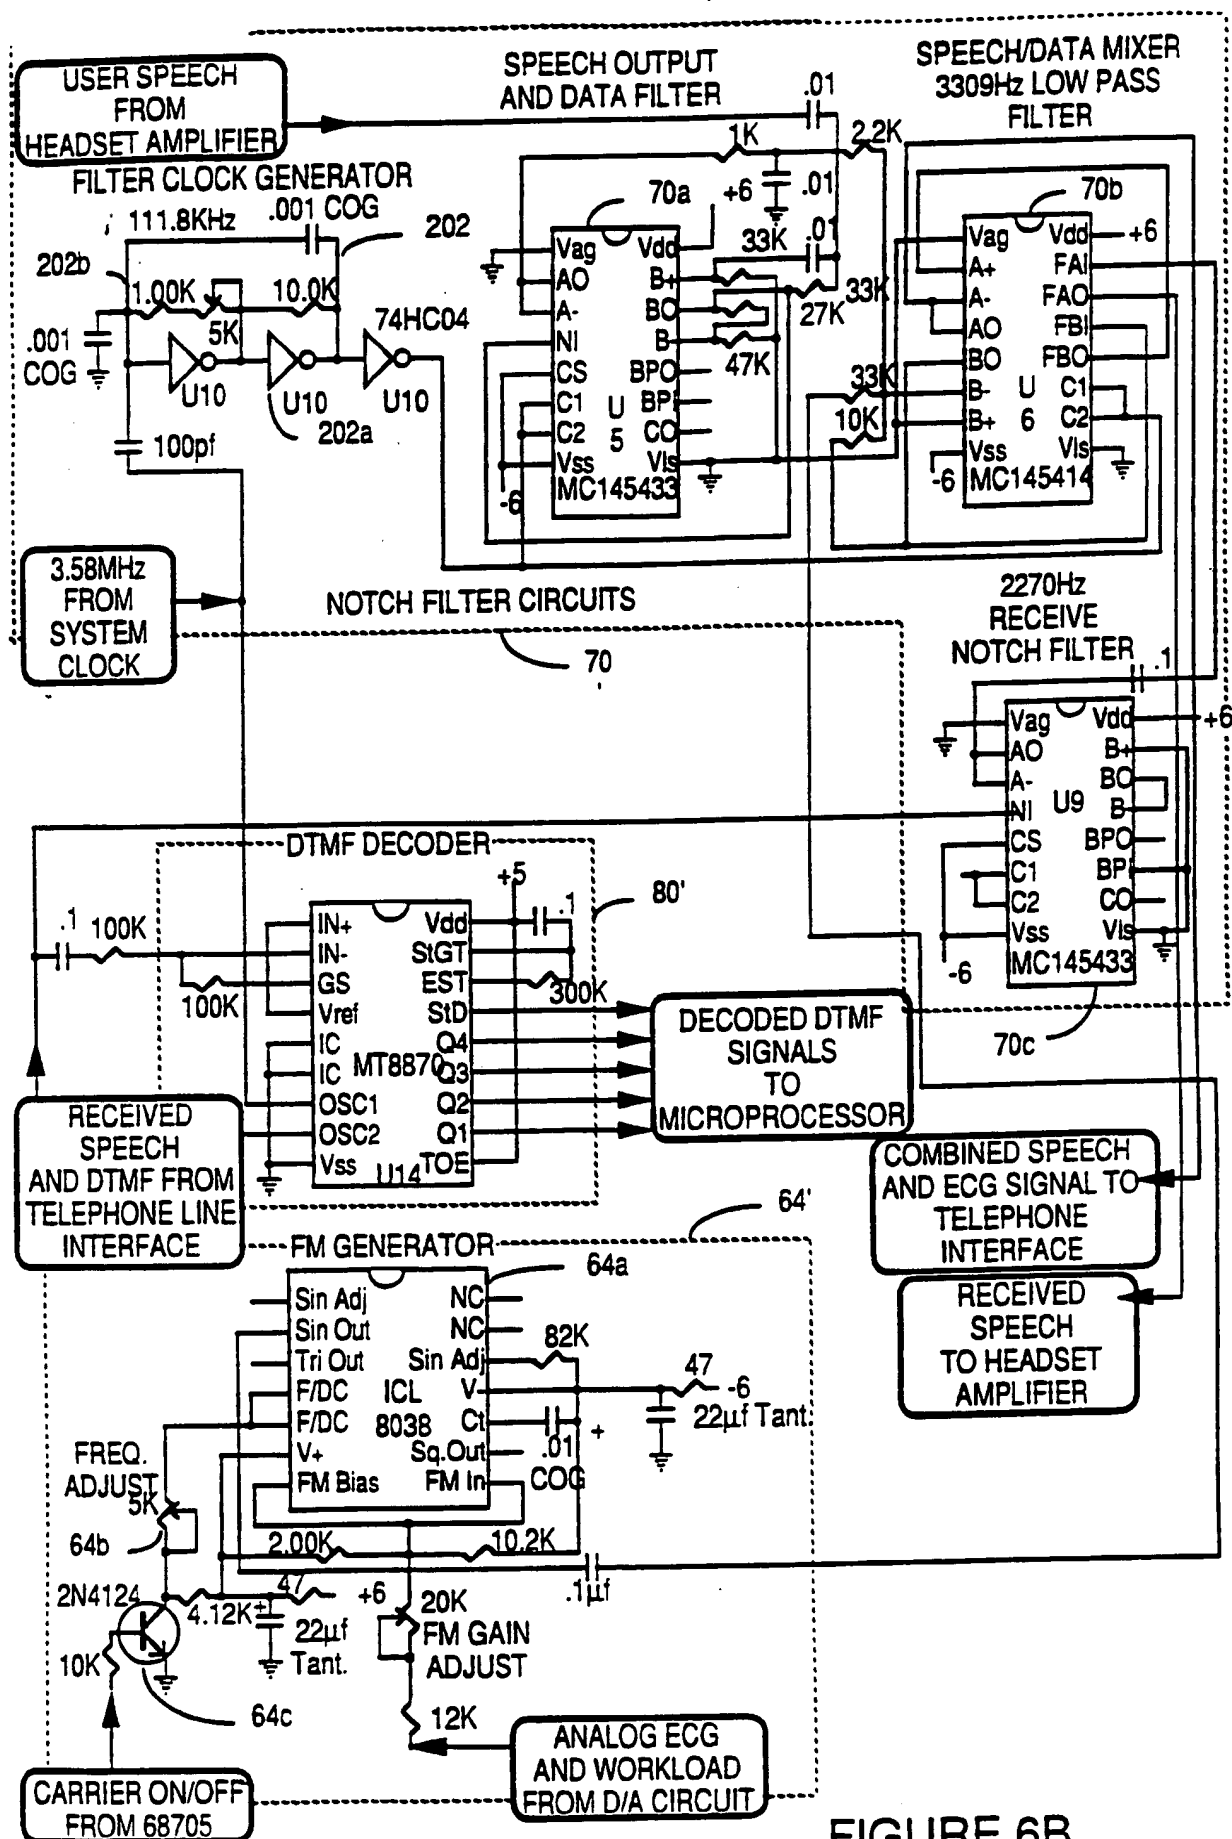 USER SPEECH
FROM
HEADSET AMPLIFIER
SPEECH OUTPUT
AND DATA FILTER
SPEECH/DATA MIXER
3309Hz LOW PASS
FILTER
.01
1K
2.2K
FILTER CLOCK GENERATOR
111.8KHz
.001 COG
202
202b
1.00K
5K
10.0K
74HC04
.001
COG
U10
U10
U10
202a
100pf
70a
+6
.01
.01
33K
33K
27K
47K
33K
10K
Vag
AO
A-
NI
CS
C1
C2
Vss
Vdd
B+
BO
B-
BPO
BPI
CO
Vls
U
5
MC145433
-6
70b
Vag
A+
A-
AO
BO
B-
B+
Vss
Vdd
FAI
FAO
FBI
FBO
C1
C2
Vls
U
6
MC145414
+6
-6
3.58MHz
FROM
SYSTEM
CLOCK
NOTCH FILTER CIRCUITS
70
2270Hz
RECEIVE
NOTCH FILTER
.1
Vag
AO
A-
NI
CS
C1
C2
Vss
Vdd
B+
BO
B-
BPO
BPI
CO
Vls
U9
MC145433
+6
-6
70c
DTMF DECODER
80'
+5
.1
.1
100K
100K
300K
IN+
IN-
GS
Vref
IC
IC
OSC1
OSC2
Vss
Vdd
StGT
EST
StD
Q4
Q3
Q2
Q1
TOE
MT8870
U14
DECODED DTMF
SIGNALS
TO
MICROPROCESSOR
RECEIVED
SPEECH
AND DTMF FROM
TELEPHONE LINE
INTERFACE
COMBINED SPEECH
AND ECG SIGNAL TO
TELEPHONE
INTERFACE
RECEIVED
SPEECH
TO HEADSET
AMPLIFIER
64'
FM GENERATOR
64a
Sin Adj
Sin Out
Tri Out
F/DC
F/DC
V+
FM Bias
NC
NC
Sin Adj
V-
Ct
Sq.Out
FM In
ICL
8038
82K
47
-6
22µf Tant.
+
.01
COG
FREQ.
ADJUST
5K
64b
2.00K
10.2K
.1µf
2N4124
4.12K
47
+6
+
22µf
Tant.
10K
64c
20K
FM GAIN
ADJUST
12K
ANALOG ECG
AND WORKLOAD
FROM D/A CIRCUIT
CARRIER ON/OFF
FROM 68705
FIGURE 6B